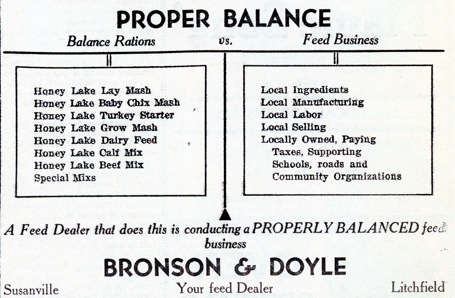 PROPER BALANCE
Balance Rations vs. Feed Business
Honey Lake Lay Mash
Honey Lake Baby Chix Mash
Honey Lake Turkey Starter
Honey Lake Grow Mash
Honey Lake Dairy Feed
Honey Lake Calf Mix
Honey Lake Beef Mix
Special Mixs
Local Ingredients
Local Manufacturing
Local Labor
Local Selling
Locally Owned, Paying
Taxes, Supporting
Schools, roads and
Community Organizations
A Feed Dealer that does this is conducting a PROPERLY BALANCED feed
business
BRONSON & DOYLE
Susanville Your feed Dealer Litchfield